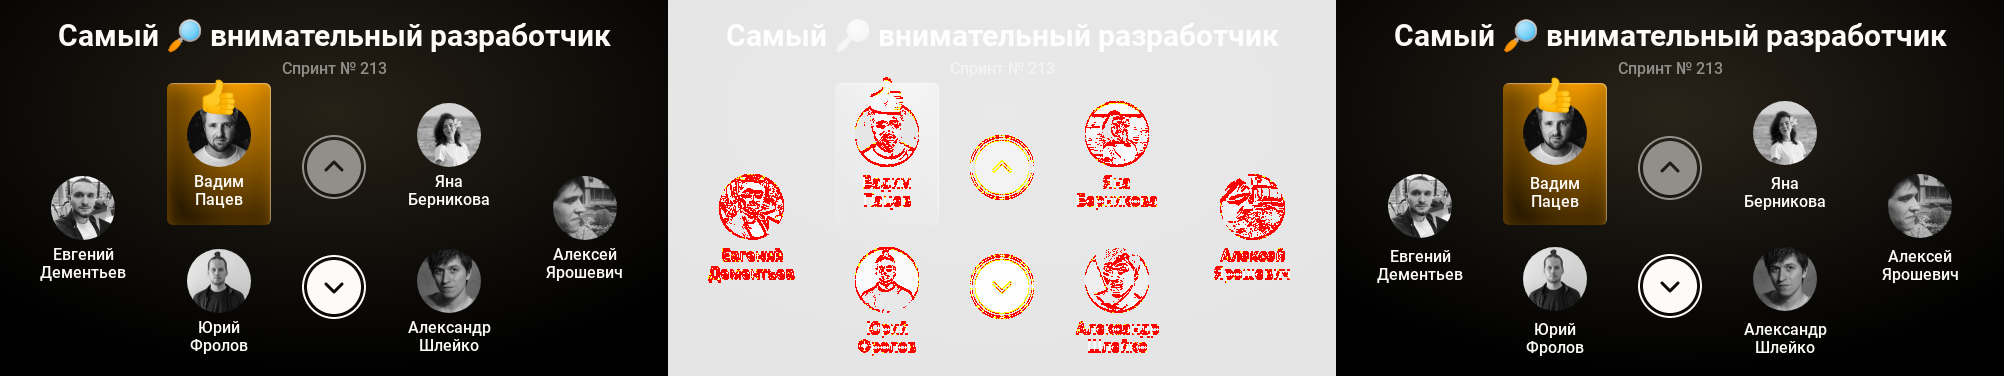 Самый 🔎 внимательный разработчик
Спринт № 213
Вадим
Пацев
Яна
Берникова
Евгений
Дементьев
Алексей
Ярошевич
Юрий
Фролов
Александр
Шлейко
Самый 🔎 внимательный разработчик
Спринт № 213
Вадим
Пацев
Яна
Берникова
Евгений
Дементьев
Алексей
Ярошевич
Юрий
Фролов
Александр
Шлейко
Самый 🔎 внимательный разработчик
Спринт № 213
Вадим
Пацев
Яна
Берникова
Евгений
Дементьев
Алексей
Ярошевич
Юрий
Фролов
Александр
Шлейко